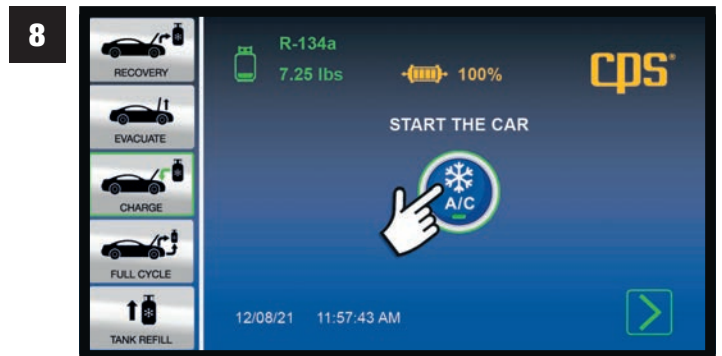 8
RECOVERY
EVACUATE
CHARGE
FULL CYCLE
TANK REFILL
R-134a
7.25 lbs
100%
CPS®
START THE CAR
A/C
12/08/21 11:57:43 AM